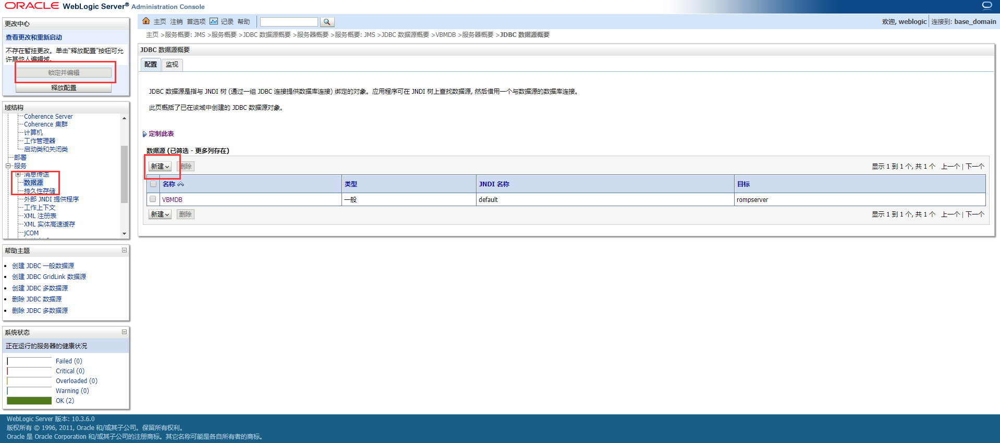 ORACLE WebLogic Server® Administration Console
更改中心
查看更改和重新启动
不存在暂挂更改。单击“释放配置”按钮可允
许其他人编辑域。
锁定并编辑
释放配置
域结构
Coherence Server
Coherence 集群
计算机
工作管理器
启动类和关闭类
部署
服务
消息传送
数据源
持久性存储
外部 JNDI 提供程序
工作上下文
XML 注册表
XML 实体高速缓存
jCOM
帮助主题
创建 JDBC 一般数据源
创建 JDBC GridLink 数据源
创建 JDBC 多数据源
删除 JDBC 数据源
删除 JDBC 多数据源
系统状态
正在运行的服务器的健康状况
Failed (0)
Critical (0)
Overloaded (0)
Warning (0)
OK (2)
主页 注销 首选项 记录 帮助
欢迎, weblogic 连接到: base_domain
主页 >服务概要: JMS >服务概要 >JDBC 数据源概要 >服务器概要 >服务概要: JMS >JDBC 数据源概要 >VBMDB >服务器概要 >JDBC 数据源概要
JDBC 数据源概要
配置 监视
JDBC 数据源是指与 JNDI 树 (通过一组 JDBC 连接提供数据库连接) 绑定的对象。应用程序可在 JNDI 树上查找数据源, 然后借用一个与数据源的数据库连接。
此页概括了已在该域中创建的 JDBC 数据源对象。
定制此表
数据源 (已筛选 - 更多列存在)
新建 删除 显示 1 到 1 个, 共 1 个 上一个 | 下一个
名称 类型 JNDI 名称 目标
VBMDB 一般 default rompserver
新建 删除 显示 1 到 1 个, 共 1 个 上一个 | 下一个
WebLogic Server 版本: 10.3.6.0
版权所有 © 1996, 2011, Oracle 和/或其子公司。保留所有权利。
Oracle 是 Oracle Corporation 和/或其子公司的注册商标。其它名称可能是各自所有者的商标。